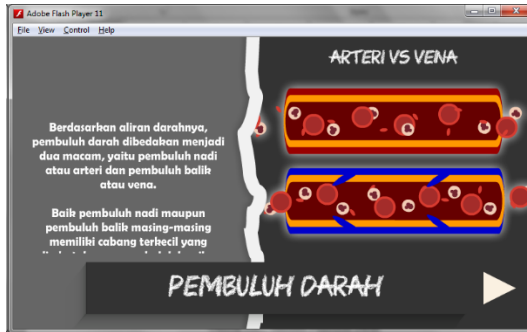 Adobe Flash Player 11
File View Control Help
ARTERI VS VENA
Berdasarkan aliran darahnya,
pembuluh darah dibedakan menjadi
dua macam, yaitu pembuluh nadi
atau arteri dan pembuluh balik
atau vena.
Baik pembuluh nadi maupun
pembuluh balik masing-masing
memiliki cabang terkecil yang
PEMBULUH DARAH